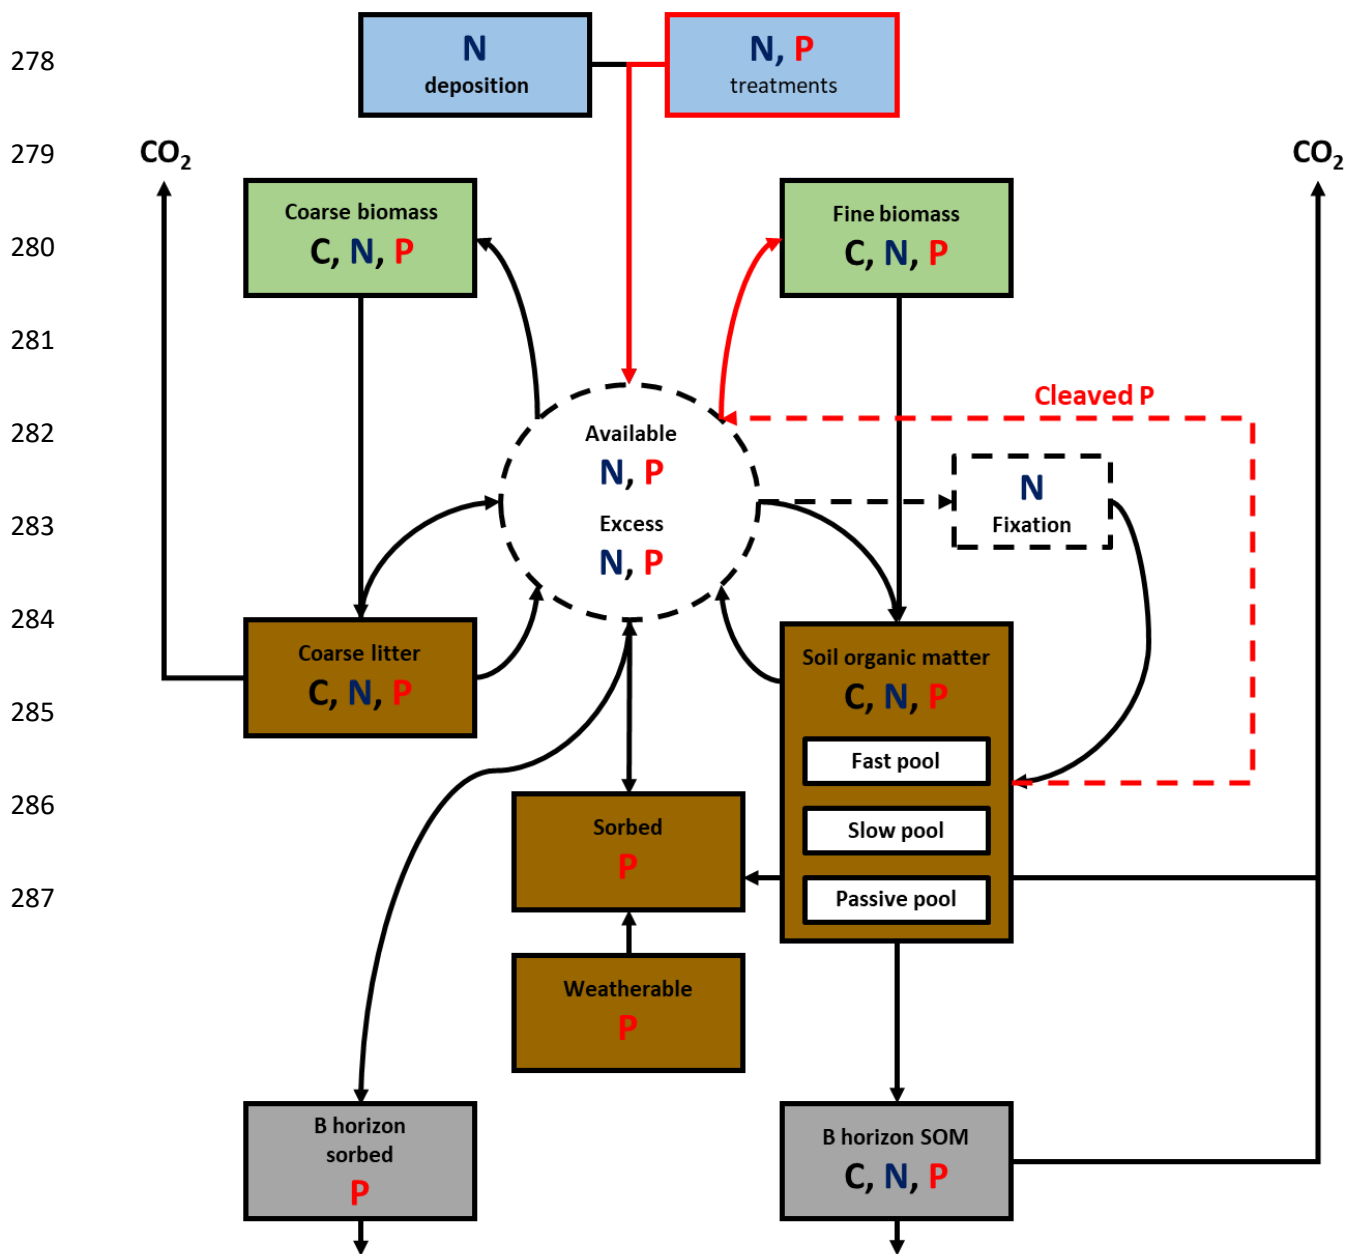 278
N
deposition
N, P
treatments
279
CO2
CO2
Coarse biomass
C, N, P
Fine biomass
C, N, P
280
281
Cleaved P
282
Available
N, P
N
Fixation
283
Excess
N, P
284
Coarse litter
C, N, P
Soil organic matter
C, N, P
285
Fast pool
286
Sorbed
P
Slow pool
287
Passive pool
Weatherable
P
B horizon
sorbed
P
B horizon SOM
C, N, P